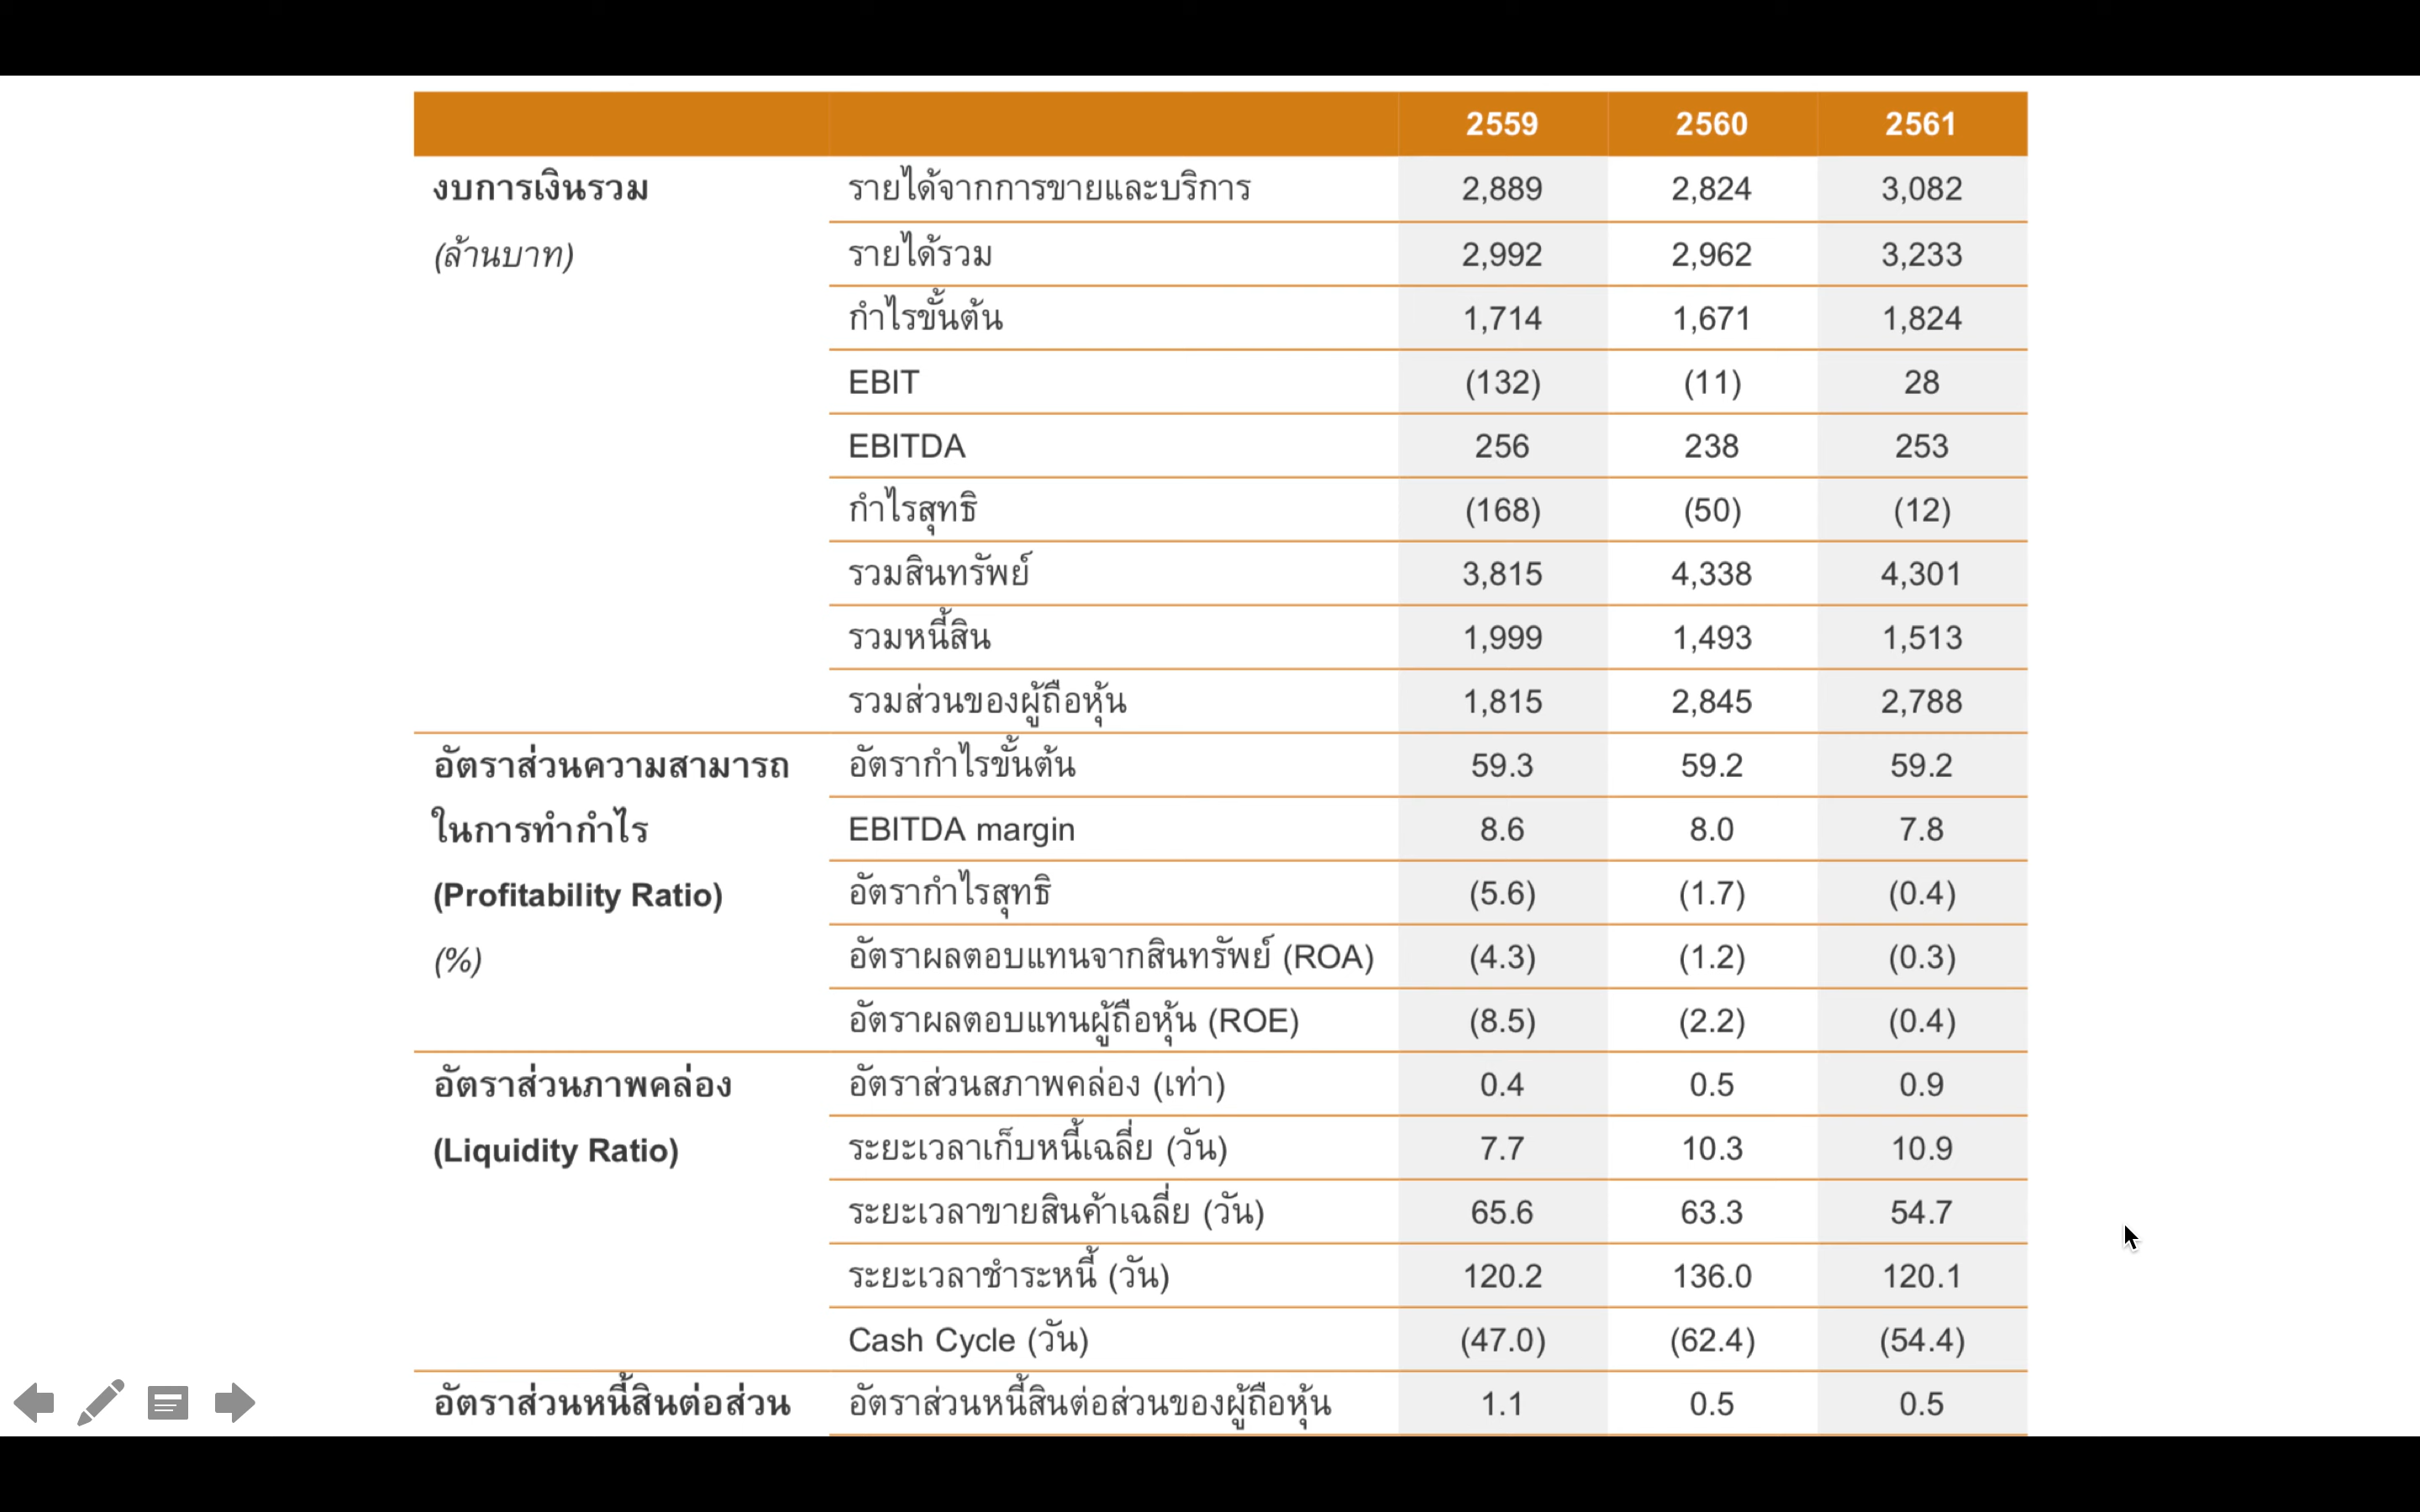 2559 2560 2561
งบการเงินรวม รายได้จากการขายและบริการ 2,889 2,824 3,082
(ล้านบาท) รายได้รวม 2,992 2,962 3,233
กำไรขั้นต้น 1,714 1,671 1,824
EBIT (132) (11) 28
EBITDA 256 238 253
กำไรสุทธิ (168) (50) (12)
รวมสินทรัพย์ 3,815 4,338 4,301
รวมหนี้สิน 1,999 1,493 1,513
รวมส่วนของผู้ถือหุ้น 1,815 2,845 2,788
อัตราส่วนความสามารถ อัตรากำไรขั้นต้น 59.3 59.2 59.2
ในการทำกำไร EBITDA margin 8.6 8.0 7.8
(Profitability Ratio) อัตรากำไรสุทธิ (5.6) (1.7) (0.4)
(%) อัตราผลตอบแทนจากสินทรัพย์ (ROA) (4.3) (1.2) (0.3)
อัตราผลตอบแทนผู้ถือหุ้น (ROE) (8.5) (2.2) (0.4)
อัตราส่วนภาพคล่อง อัตราส่วนสภาพคล่อง (เท่า) 0.4 0.5 0.9
(Liquidity Ratio) ระยะเวลาเก็บหนี้เฉลี่ย (วัน) 7.7 10.3 10.9
ระยะเวลาขายสินค้าเฉลี่ย (วัน) 65.6 63.3 54.7
ระยะเวลาชำระหนี้ (วัน) 120.2 136.0 120.1
Cash Cycle (วัน) (47.0) (62.4) (54.4)
อัตราส่วนหนี้สินต่อส่วน อัตราส่วนหนี้สินต่อส่วนของผู้ถือหุ้น 1.1 0.5 0.5